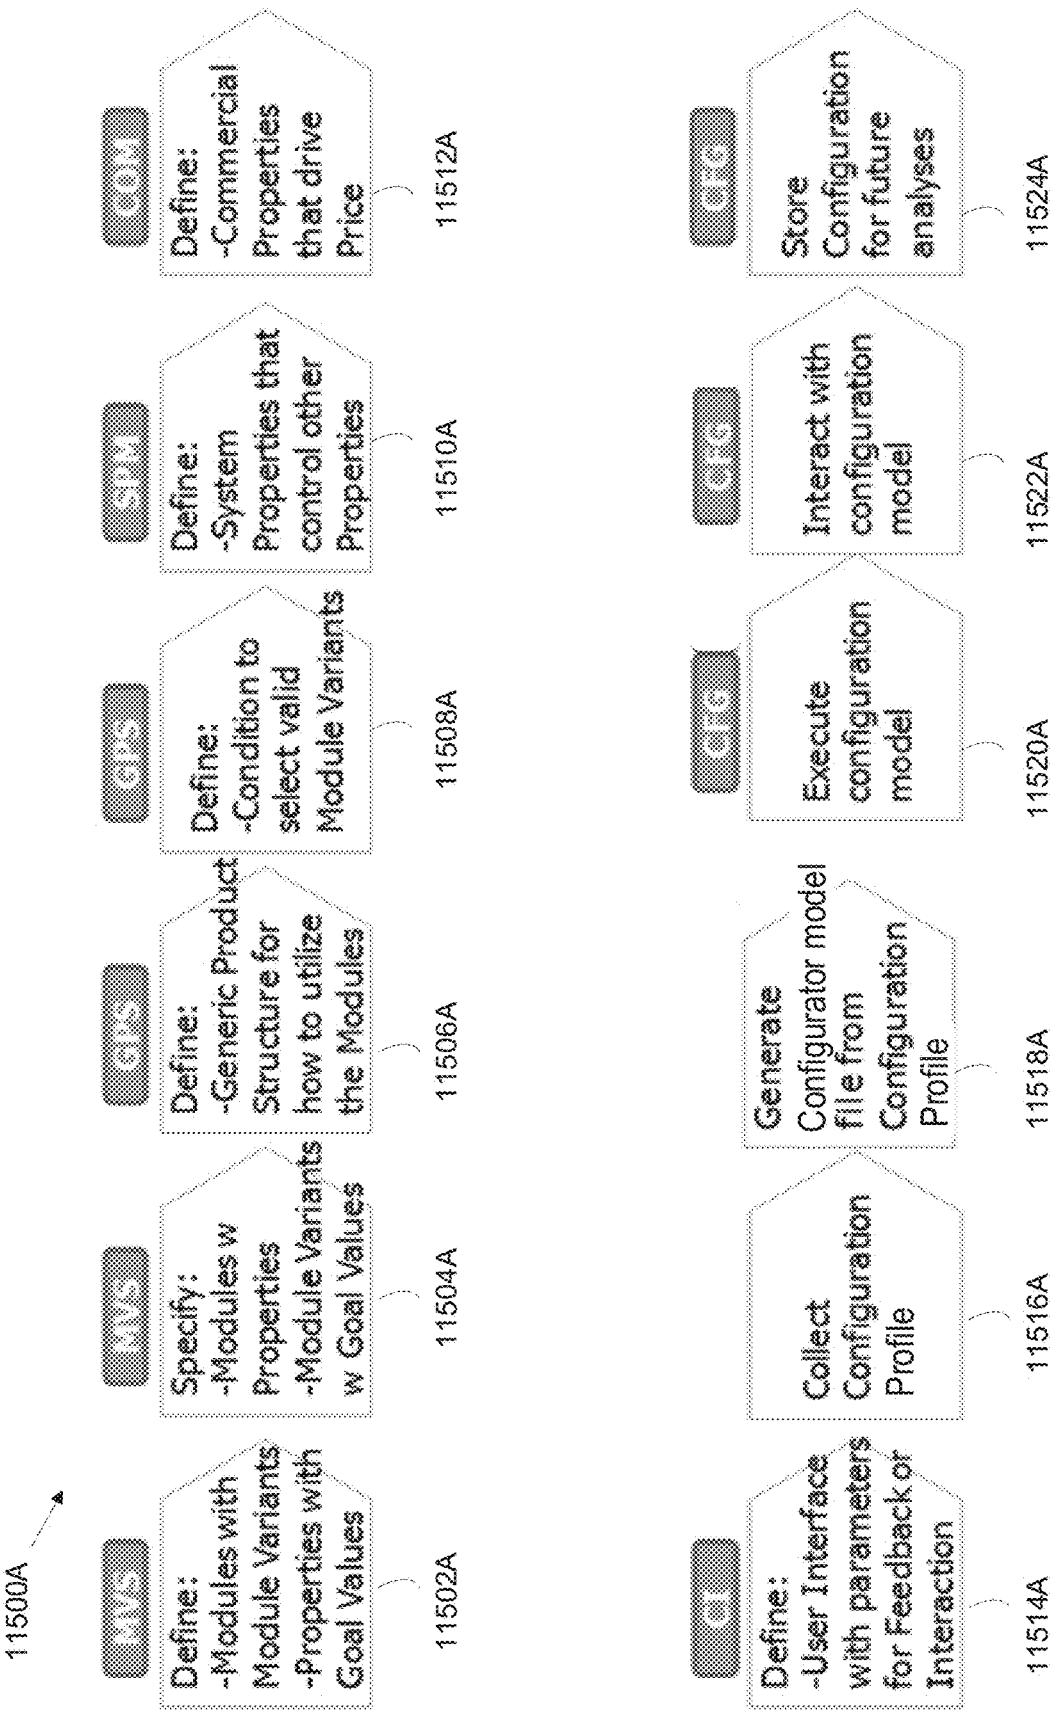 11500A
MVS
Define:
-Modules with
Module Variants
-Properties with
Goal Values
11502A
MVS
Specify:
-Modules w
Properties
-Module Variants
w Goal Values
11504A
GPS
Define:
-Generic Product
Structure for
how to utilize
the Modules
11506A
GPS
Define:
-Condition to
select valid
Module Variants
11508A
SPM
Define:
-System
Properties that
control other
Properties
11510A
COM
Define:
-Commercial
Properties
that drive
Price
11512A
CI
Define:
-User Interface
with parameters
for Feedback or
Interaction
11514A
Collect
Configuration
Profile
11516A
Generate
Configurator model
file from
Configuration
Profile
11518A
CFG
Execute
configuration
model
11520A
CFG
Interact with
configuration
model
11522A
CFG
Store
Configuration
for future
analyses
11524A